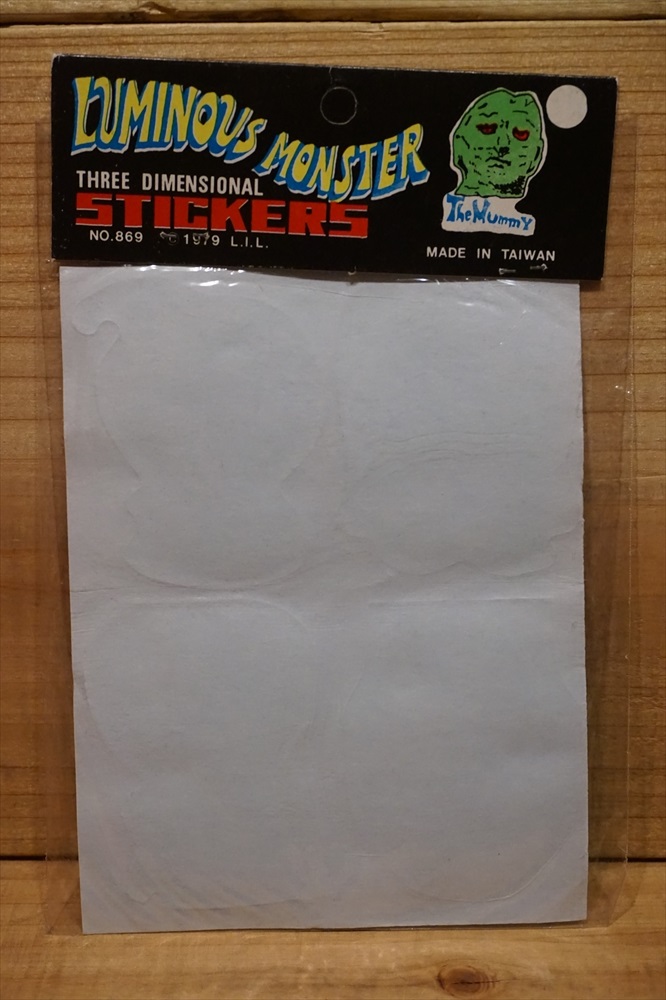 LUMINOUS MONSTER
THREE DIMENSIONAL
STICKERS
NO.869 © 1979 L.I.L.
The Mummy
MADE IN TAIWAN